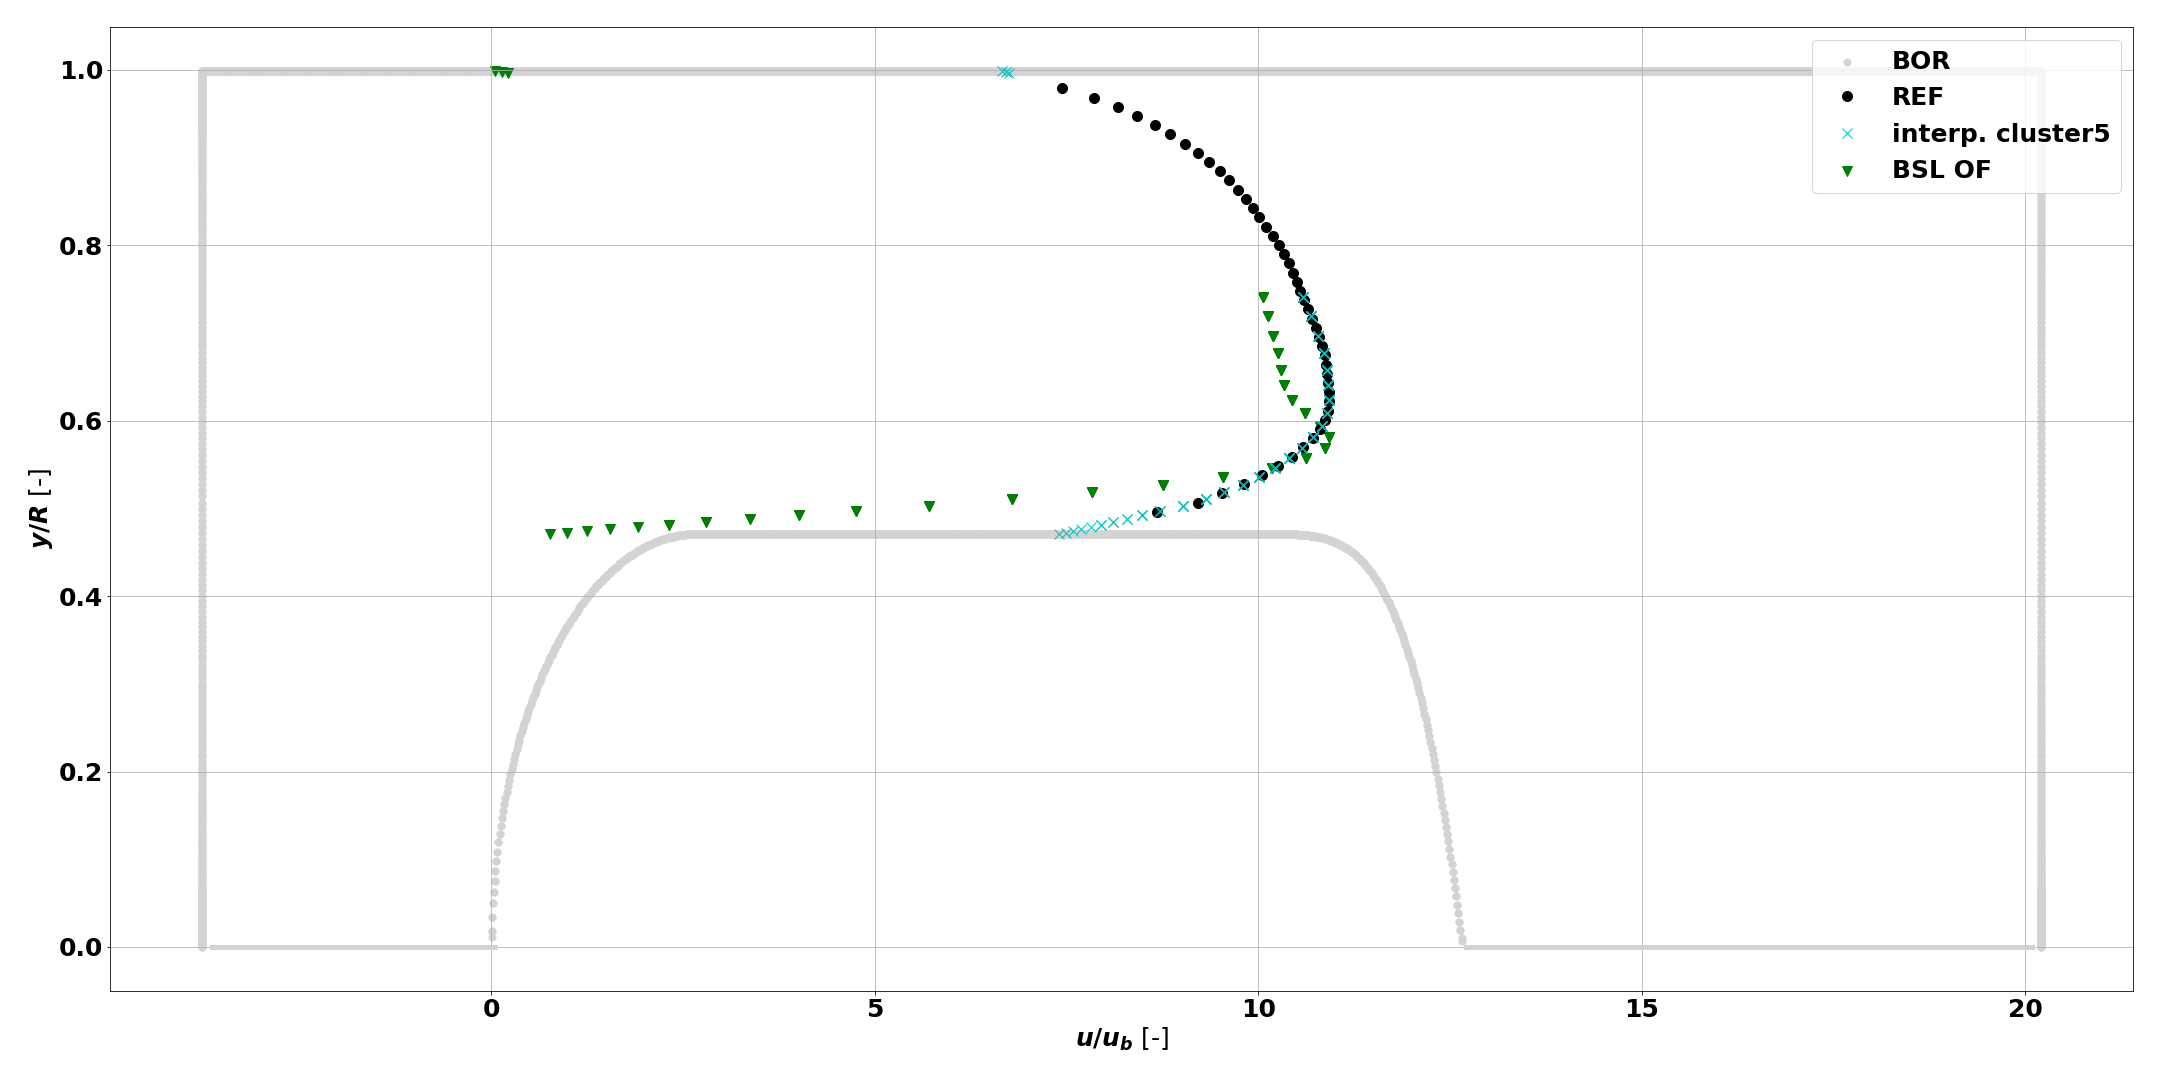 BOR
REF
interp. cluster5
BSL OF
1.0
0.8
0.6
0.4
0.2
0.0
y/R [-]
0 5 10 15 20
u/u_b [-]